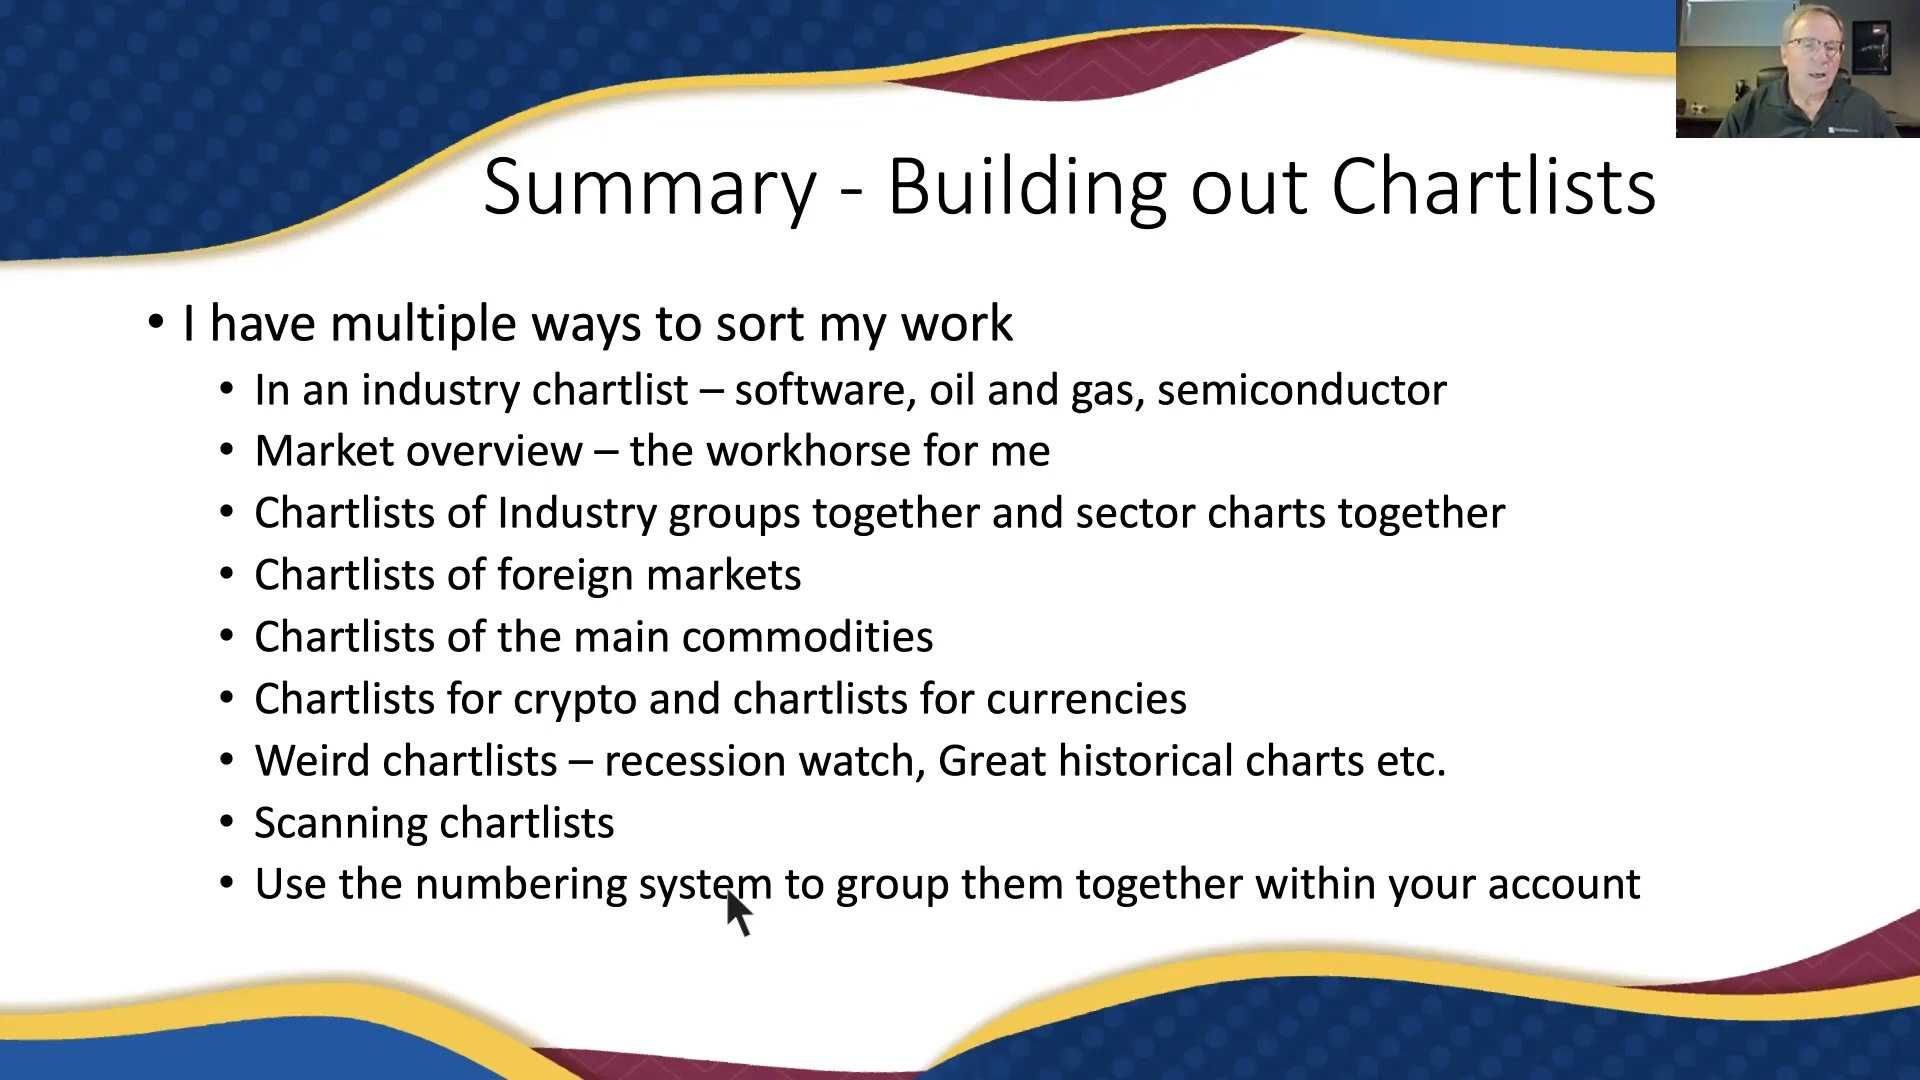 Summary - Building out Chartlists
• I have multiple ways to sort my work
• In an industry chartlist – software, oil and gas, semiconductor
• Market overview – the workhorse for me
• Chartlists of Industry groups together and sector charts together
• Chartlists of foreign markets
• Chartlists of the main commodities
• Chartlists for crypto and chartlists for currencies
• Weird chartlists – recession watch, Great historical charts etc.
• Scanning chartlists
• Use the numbering system to group them together within your account